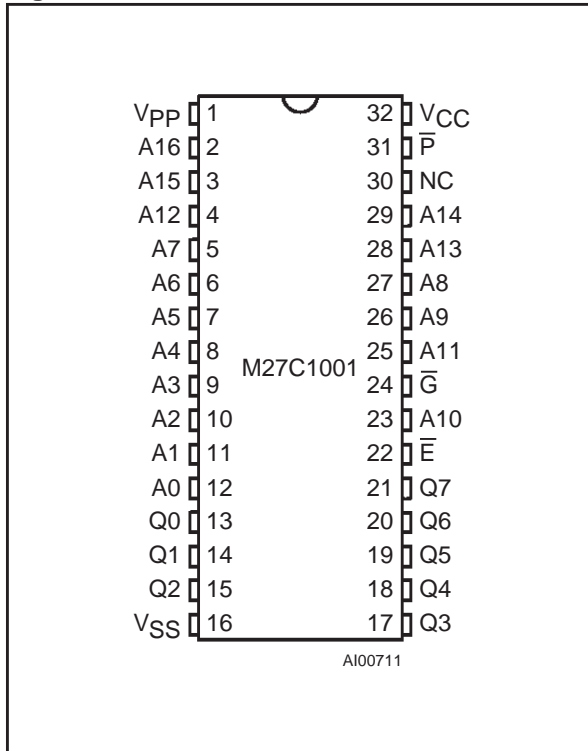 VPP 1 32 VCC
A16 2 31 P̅
A15 3 30 NC
A12 4 29 A14
A7 5 28 A13
A6 6 27 A8
A5 7 26 A9
A4 8 25 A11
M27C1001
A3 9 24 G̅
A2 10 23 A10
A1 11 22 E̅
A0 12 21 Q7
Q0 13 20 Q6
Q1 14 19 Q5
Q2 15 18 Q4
VSS 16 17 Q3
AI00711